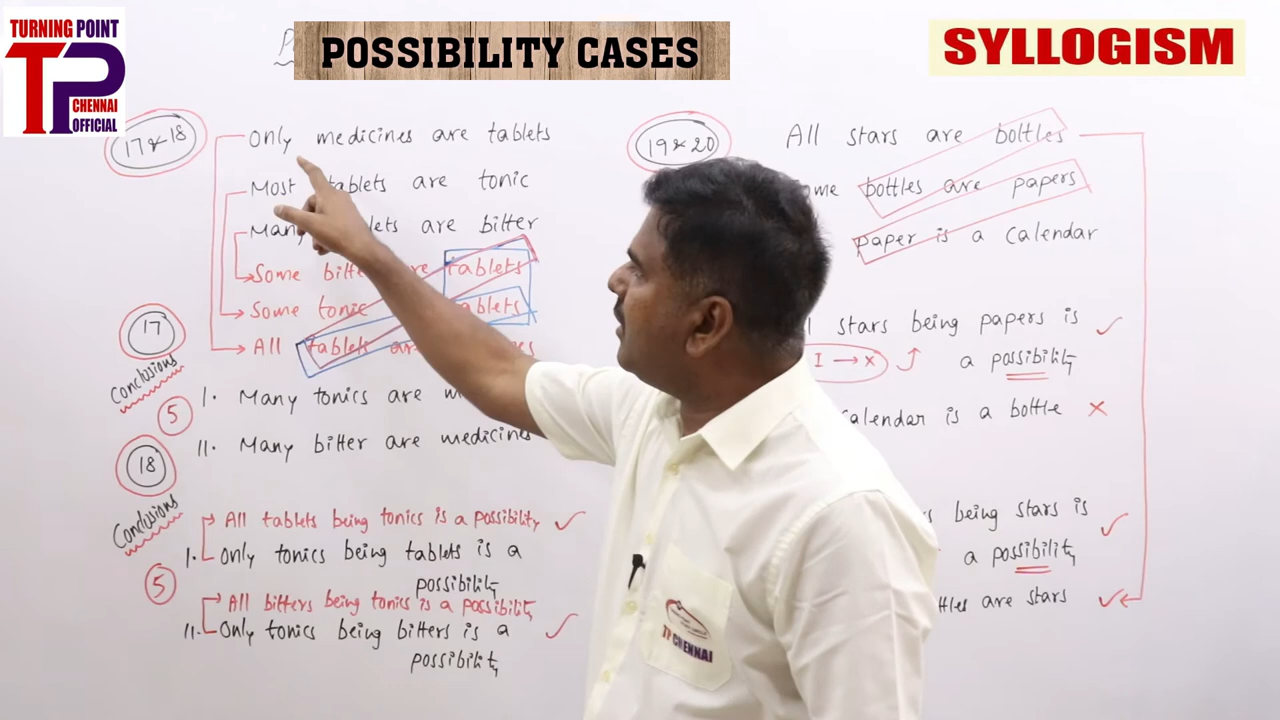 TURNING POINT
TP
CHENNAI
OFFICIAL
POSSIBILITY CASES
SYLLOGISM
17 & 18
Only medicines are tablets
Most tablets are tonic
Many are bitter
Some tablets
Some tonic tablets
All tablets
17
Conclusions
5
I. Many tonics are
II. Many bitter are medicines
18
Conclusions
5
All tablets being tonics is a possibility ✓
I. Only tonics being tablets is a
possibility
All bitters being tonics is a possibility
II. Only tonics being bitters is a ✓
possibility
19 & 20
All stars are bottles
bottles are papers
paper is a calendar
stars being papers is ✓
I → x
a possibility
calendar is a bottle ✗
being stars is ✓
a possibility
are stars ✓
TP CHENNAI